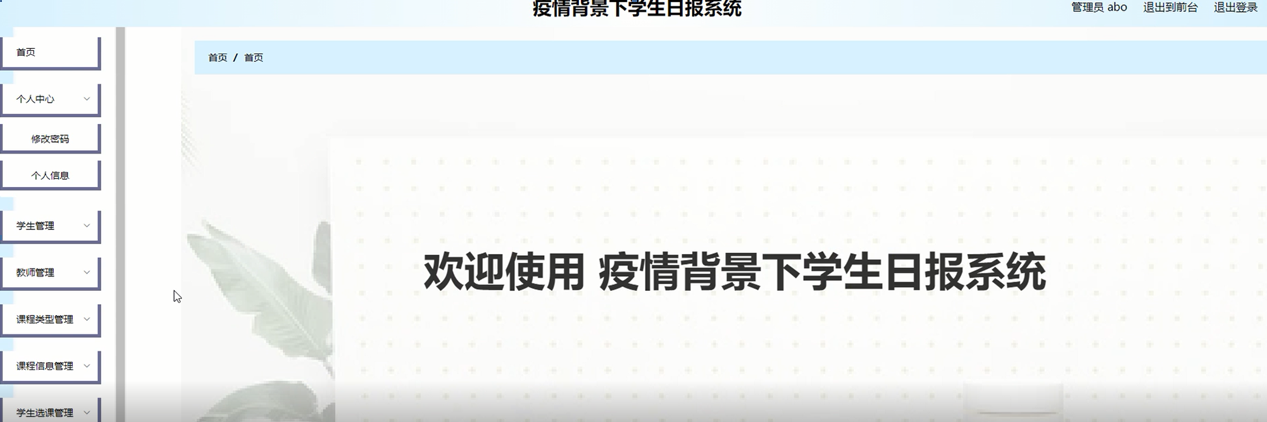 疫情背景下学生日报系统
管理员 abo 退出到前台 退出登录
首页
个人中心
修改密码
个人信息
学生管理
教师管理
课程类型管理
课程信息管理
学生选课管理
首页 / 首页
欢迎使用 疫情背景下学生日报系统